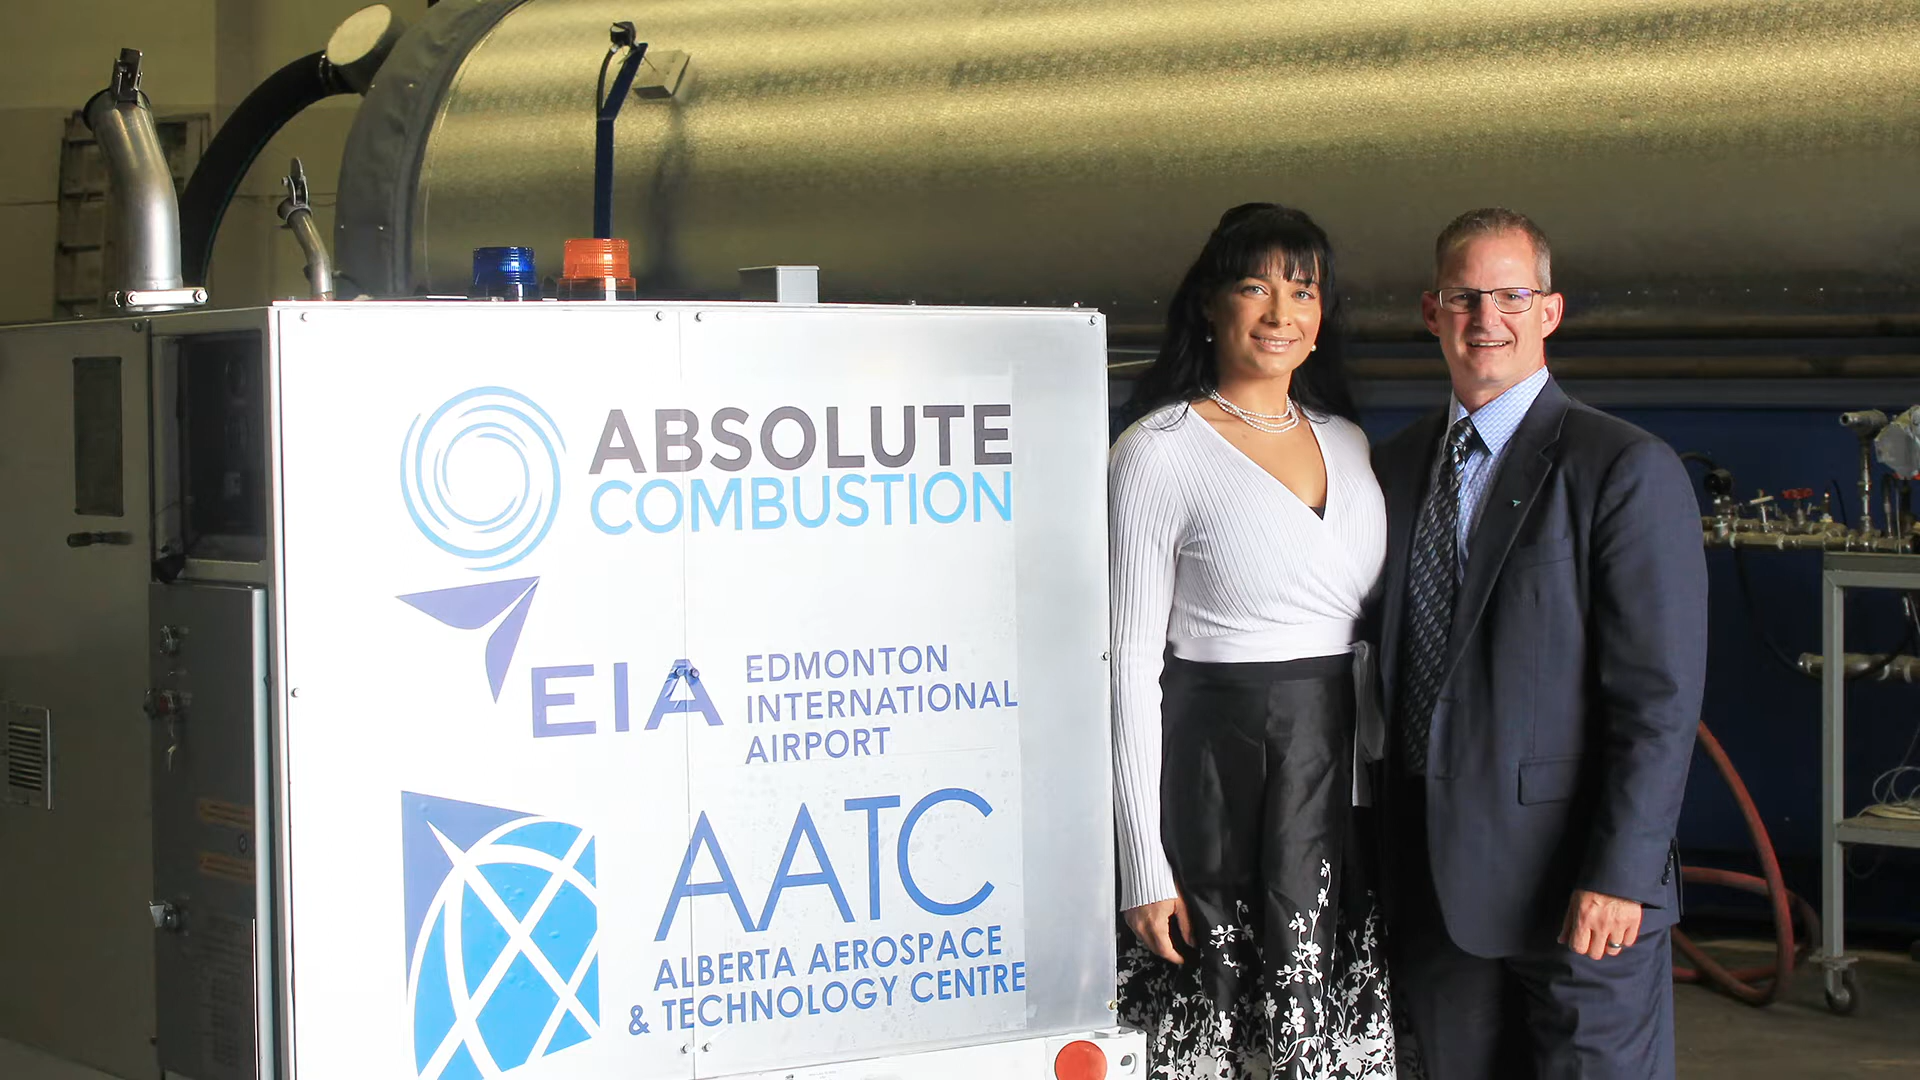 ABSOLUTE
COMBUSTION
EIA
EDMONTON
INTERNATIONAL
AIRPORT
AATC
ALBERTA AEROSPACE
& TECHNOLOGY CENTRE